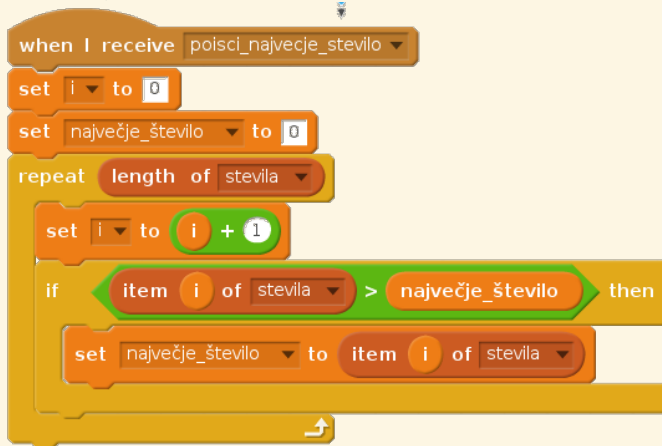 when I receive poisci_najvecje_stevilo
set i to 0
set največje_število to 0
repeat length of stevila
set i to i + 1
if item i of stevila > največje_število then
set največje_število to item i of stevila